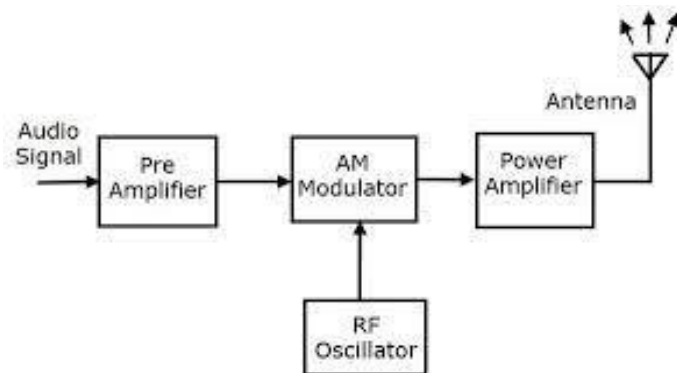 Audio
Signal
Pre
Amplifier
AM
Modulator
Power
Amplifier
Antenna
RF
Oscillator